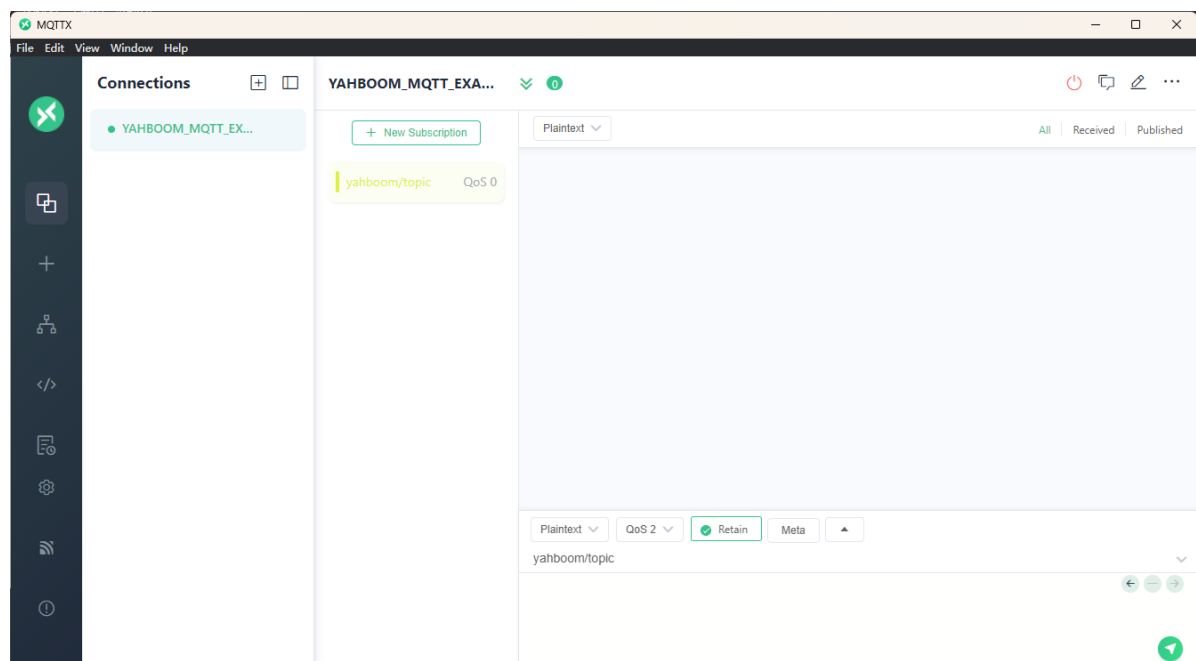 MQTTX
File Edit View Window Help
Connections
YAHBOOM_MQTT_EXA... 0
YAHBOOM_MQTT_EX...
+ New Subscription
Plaintext
All Received Published
yahboom/topic QoS 0
Plaintext QoS 2 Retain Meta
yahboom/topic